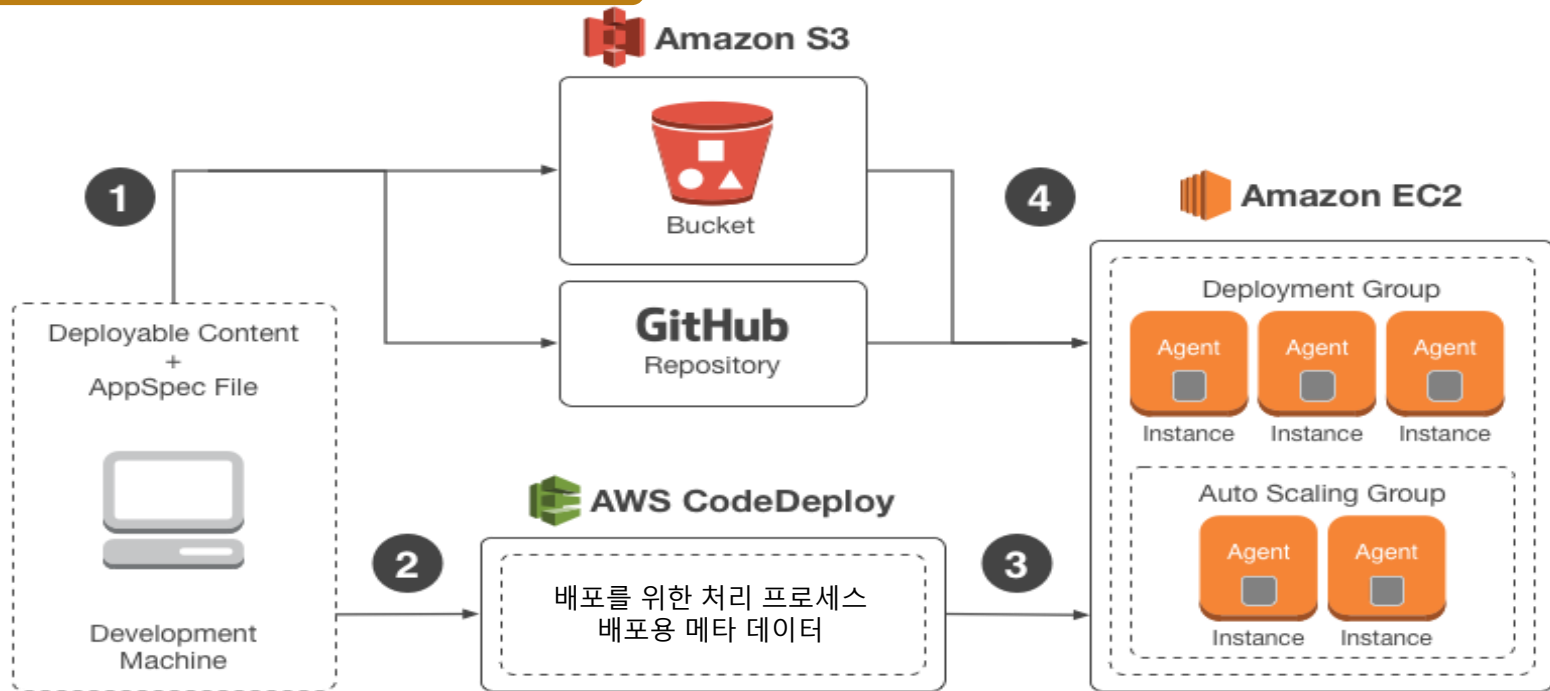 Amazon S3
Bucket
1
GitHub
Repository
Deployable Content
+
AppSpec File
Development
Machine
2
AWS CodeDeploy
배포를 위한 처리 프로세스
배포용 메타 데이터
3
4
Amazon EC2
Deployment Group
Agent Agent Agent
Instance Instance Instance
Auto Scaling Group
Agent Agent
Instance Instance